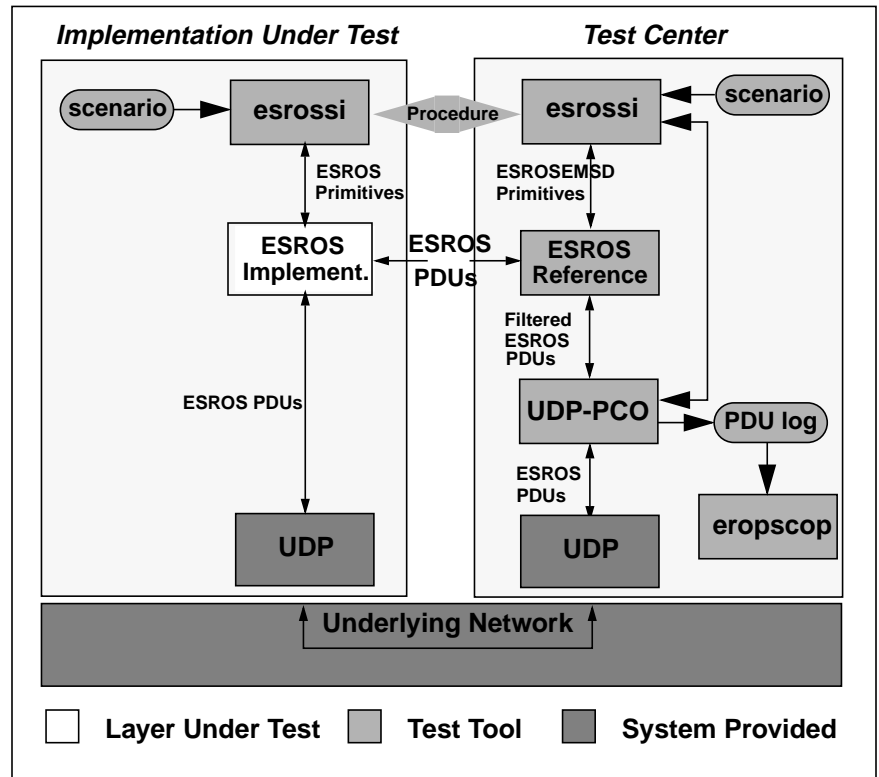 Implementation Under Test
Test Center
scenario
esrossi
Procedure
esrossi
scenario
ESROS
Primitives
ESROSEMSD
Primitives
ESROS
Implement.
ESROS
PDUs
ESROS
Reference
Filtered
ESROS
PDUs
ESROS PDUs
UDP-PCO
PDU log
ESROS
PDUs
eropscop
UDP
UDP
Underlying Network
Layer Under Test
Test Tool
System Provided